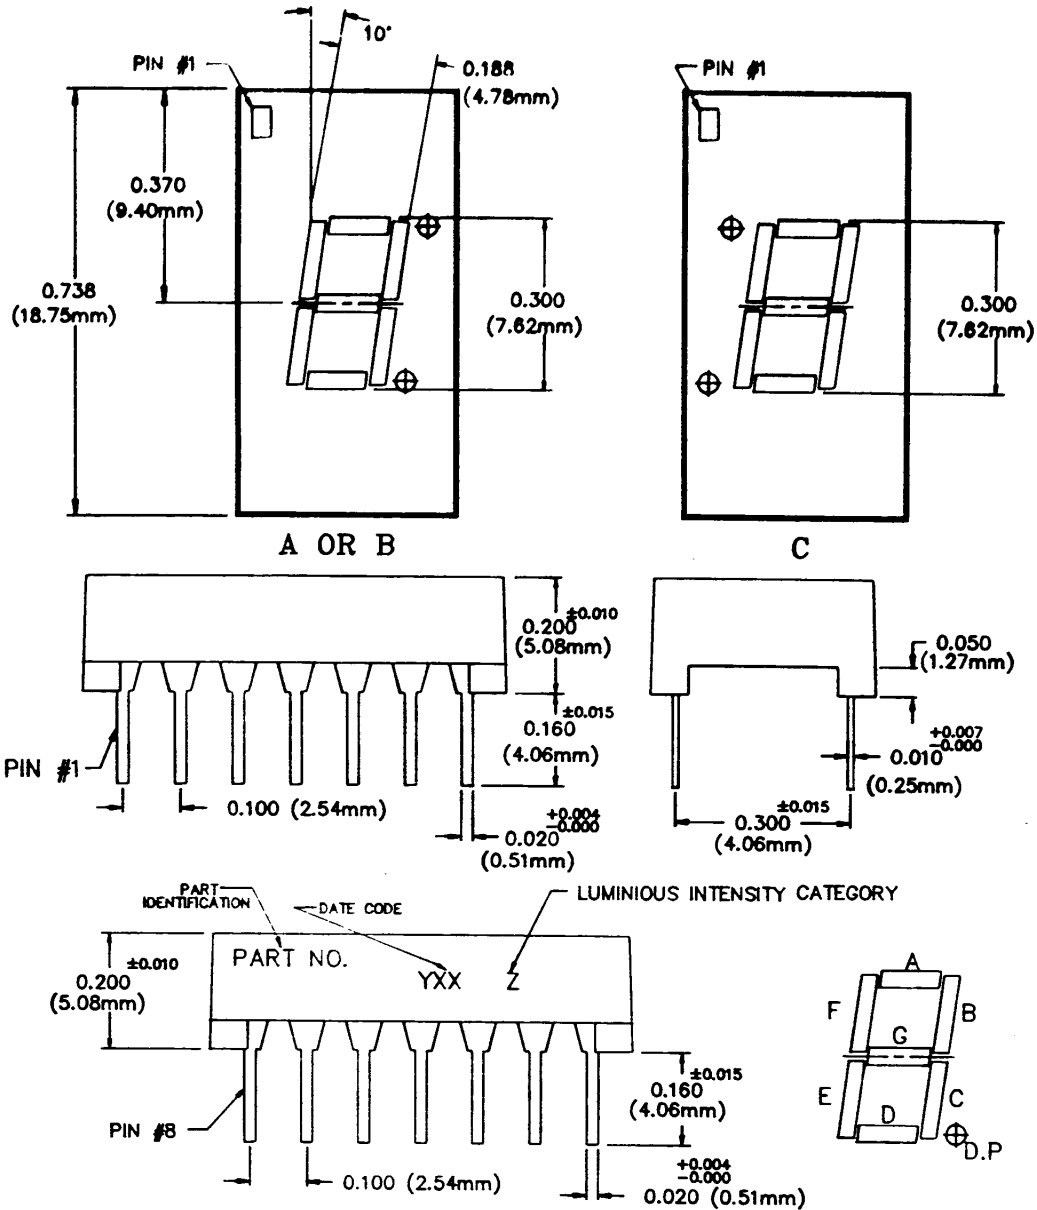 10°
PIN #1
0.188
(4.78mm)
PIN #1
0.370
(9.40mm)
0.738
(18.75mm)
0.300
(7.62mm)
0.300
(7.62mm)
A OR B
C
±0.010
0.200
(5.08mm)
0.050
(1.27mm)
±0.015
0.160
(4.06mm)
+0.007
-0.000
0.010
(0.25mm)
PIN #1
0.100 (2.54mm)
+0.004
-0.000
0.020
(0.51mm)
±0.015
0.300
(4.06mm)
PART
IDENTIFICATION
DATE CODE
LUMINIOUS INTENSITY CATEGORY
±0.010
0.200
(5.08mm)
PART NO.
YXX
Z
A
F
B
G
E
D
C
D.P
±0.015
0.160
(4.06mm)
PIN #8
0.100 (2.54mm)
+0.004
-0.000
0.020 (0.51mm)